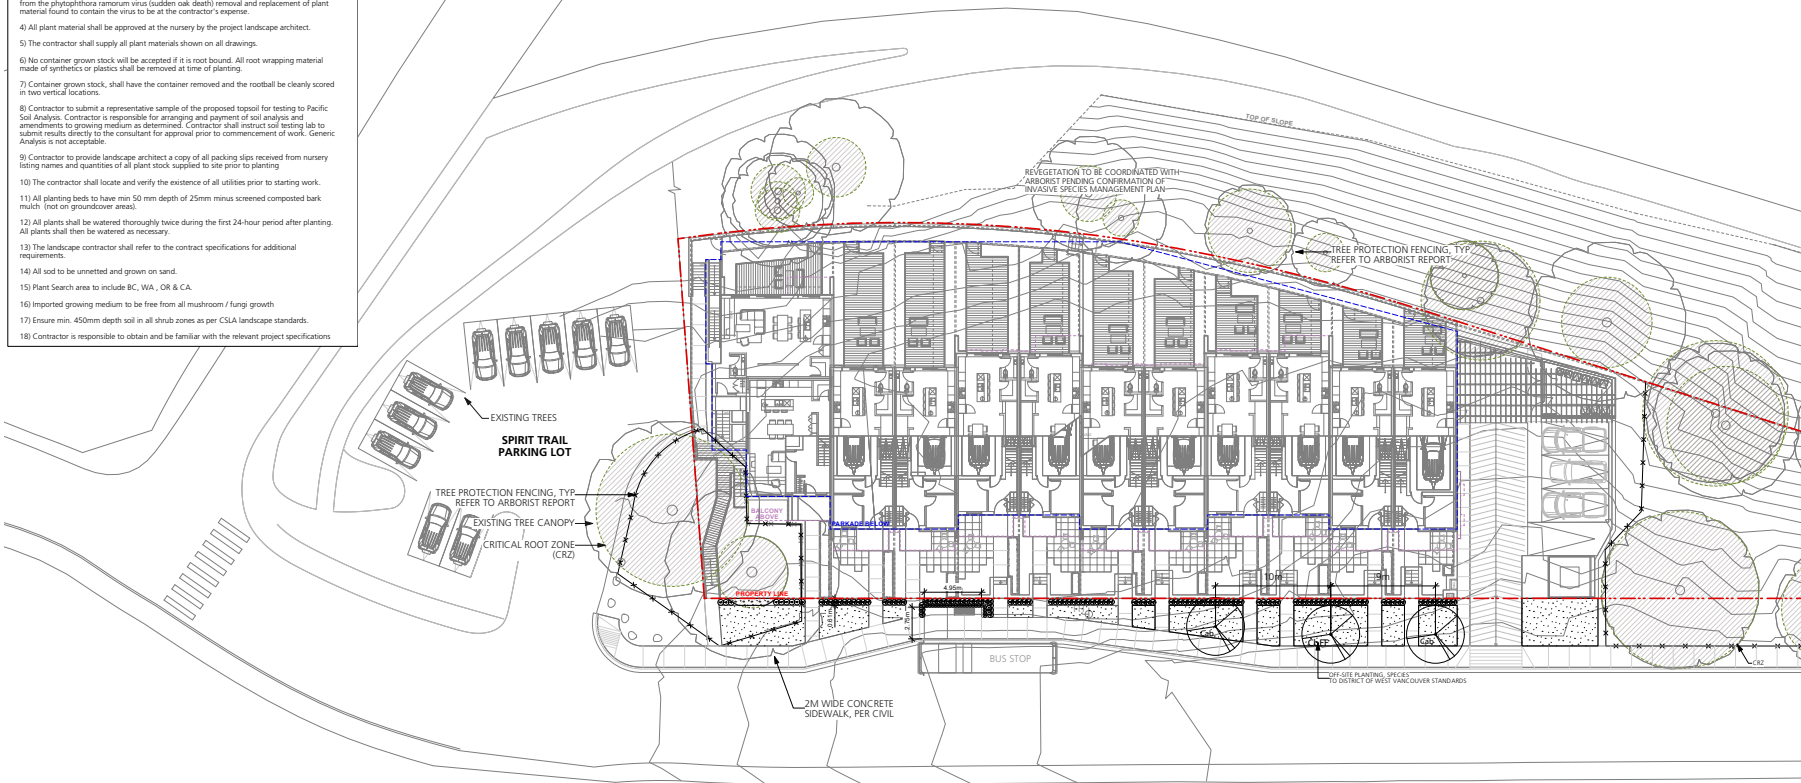 from the phytophthora ramorum virus (sudden oak death) removal and replacement of plant
material found to contain the virus to be at the contractor's expense.
4) All plant material shall be approved at the nursery by the project landscape architect.
5) The contractor shall supply all plant materials shown on all drawings.
6) No container grown stock will be accepted if it is root bound. All root wrapping material
made of synthetics or plastics shall be removed at time of planting.
7) Container grown stock, shall have the container removed and the rootball be cleanly scored
in two vertical locations.
8) Contractor to submit a representative sample of the proposed topsoil for testing to Pacific
Soil Analysis. Contractor is responsible for arranging and payment of soil analysis and
amendments to growing medium as determined. Contractor shall instruct soil testing lab to
submit results directly to the consultant for approval prior to commencement of work. Generic
Analysis is not acceptable.
9) Contractor to provide landscape architect a copy of all packing slips received from nursery
listing names and quantities of all plant stock supplied to site prior to planting
10) The contractor shall locate and verify the existence of all utilities prior to starting work.
11) All planting beds to have min 50 mm depth of 25mm minus screened composted bark
mulch (not on groundcover areas).
12) All plants shall be watered thoroughly twice during the first 24-hour period after planting.
All plants shall then be watered as necessary.
13) The landscape contractor shall refer to the contract specifications for additional
requirements.
14) All sod to be unnetted and grown on sand.
15) Plant Search area to include BC, WA , OR & CA.
16) Imported growing medium to be free from all mushroom / fungi growth
17) Ensure min. 450mm depth soil in all shrub zones as per CSLA landscape standards.
18) Contractor is responsible to obtain and be familiar with the relevant project specifications
TOP OF SLOPE
REVEGETATION TO BE COORDINATED WITH
ARBORIST PENDING CONFIRMATION OF
INVASIVE SPECIES MANAGEMENT PLAN
TREE PROTECTION FENCING, TYP
REFER TO ARBORIST REPORT
EXISTING TREES
SPIRIT TRAIL
PARKING LOT
TREE PROTECTION FENCING, TYP
REFER TO ARBORIST REPORT
EXISTING TREE CANOPY
CRITICAL ROOT ZONE
(CRZ)
BALCONY
ABOVE
PARKADE BELOW
PROPERTY LINE
4.95m
10m
9m
0.61m
2.76m
Cab
Ch EP
Cab
BUS STOP
CRZ
OFF-SITE PLANTING, SPECIES
TO DISTRICT OF WEST VANCOUVER STANDARDS
2M WIDE CONCRETE
SIDEWALK, PER CIVIL